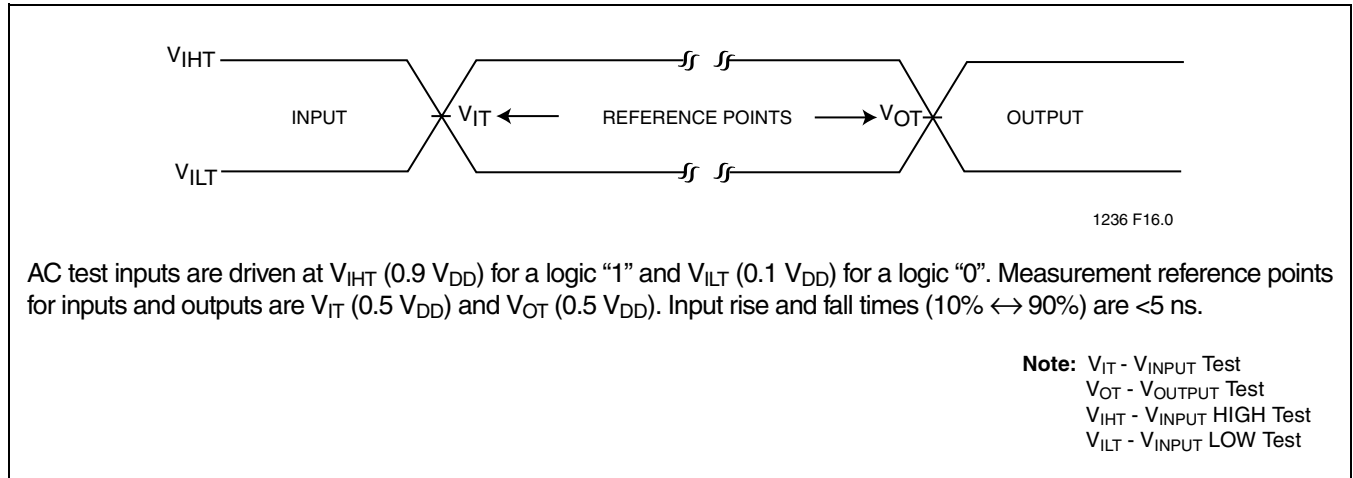 VIHT
INPUT VIT REFERENCE POINTS VOT OUTPUT
VILT
1236 F16.0
AC test inputs are driven at VIHT (0.9 VDD) for a logic “1” and VILT (0.1 VDD) for a logic “0”. Measurement reference points
for inputs and outputs are VIT (0.5 VDD) and VOT (0.5 VDD). Input rise and fall times (10% ↔ 90%) are <5 ns.
Note: VIT - VINPUT Test
VOT - VOUTPUT Test
VIHT - VINPUT HIGH Test
VILT - VINPUT LOW Test